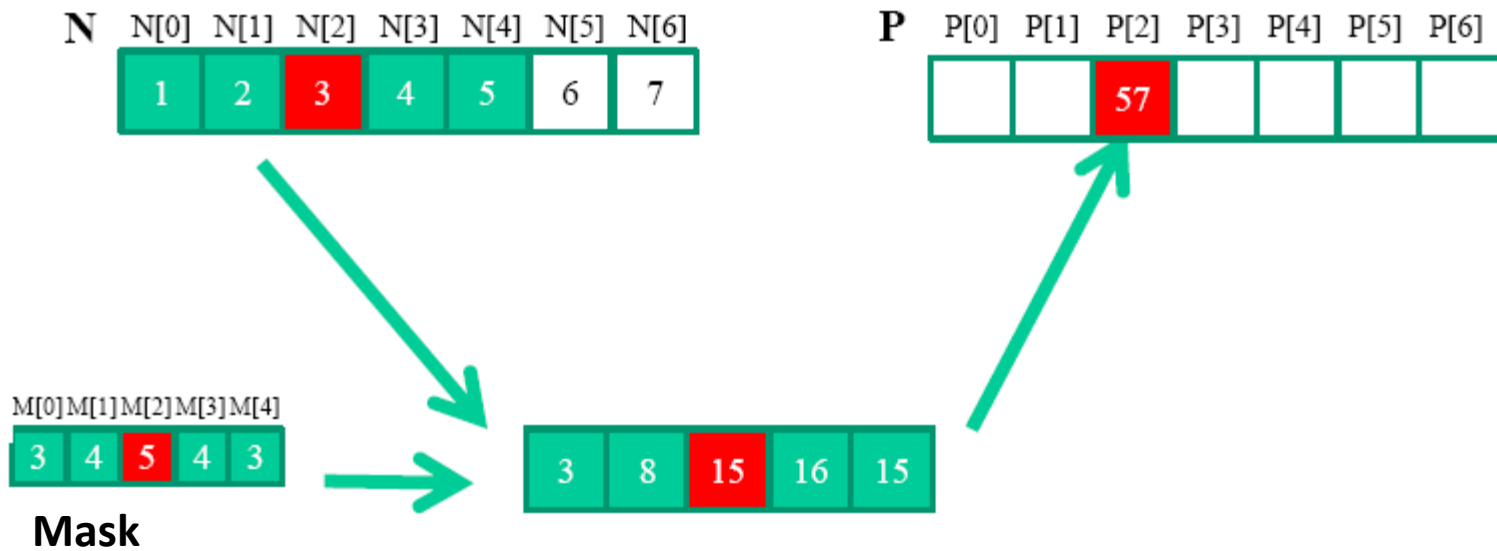 N N[0] N[1] N[2] N[3] N[4] N[5] N[6]
1 2 3 4 5 6 7
P P[0] P[1] P[2] P[3] P[4] P[5] P[6]
57
M[0] M[1] M[2] M[3] M[4]
3 4 5 4 3
3 8 15 16 15
Mask